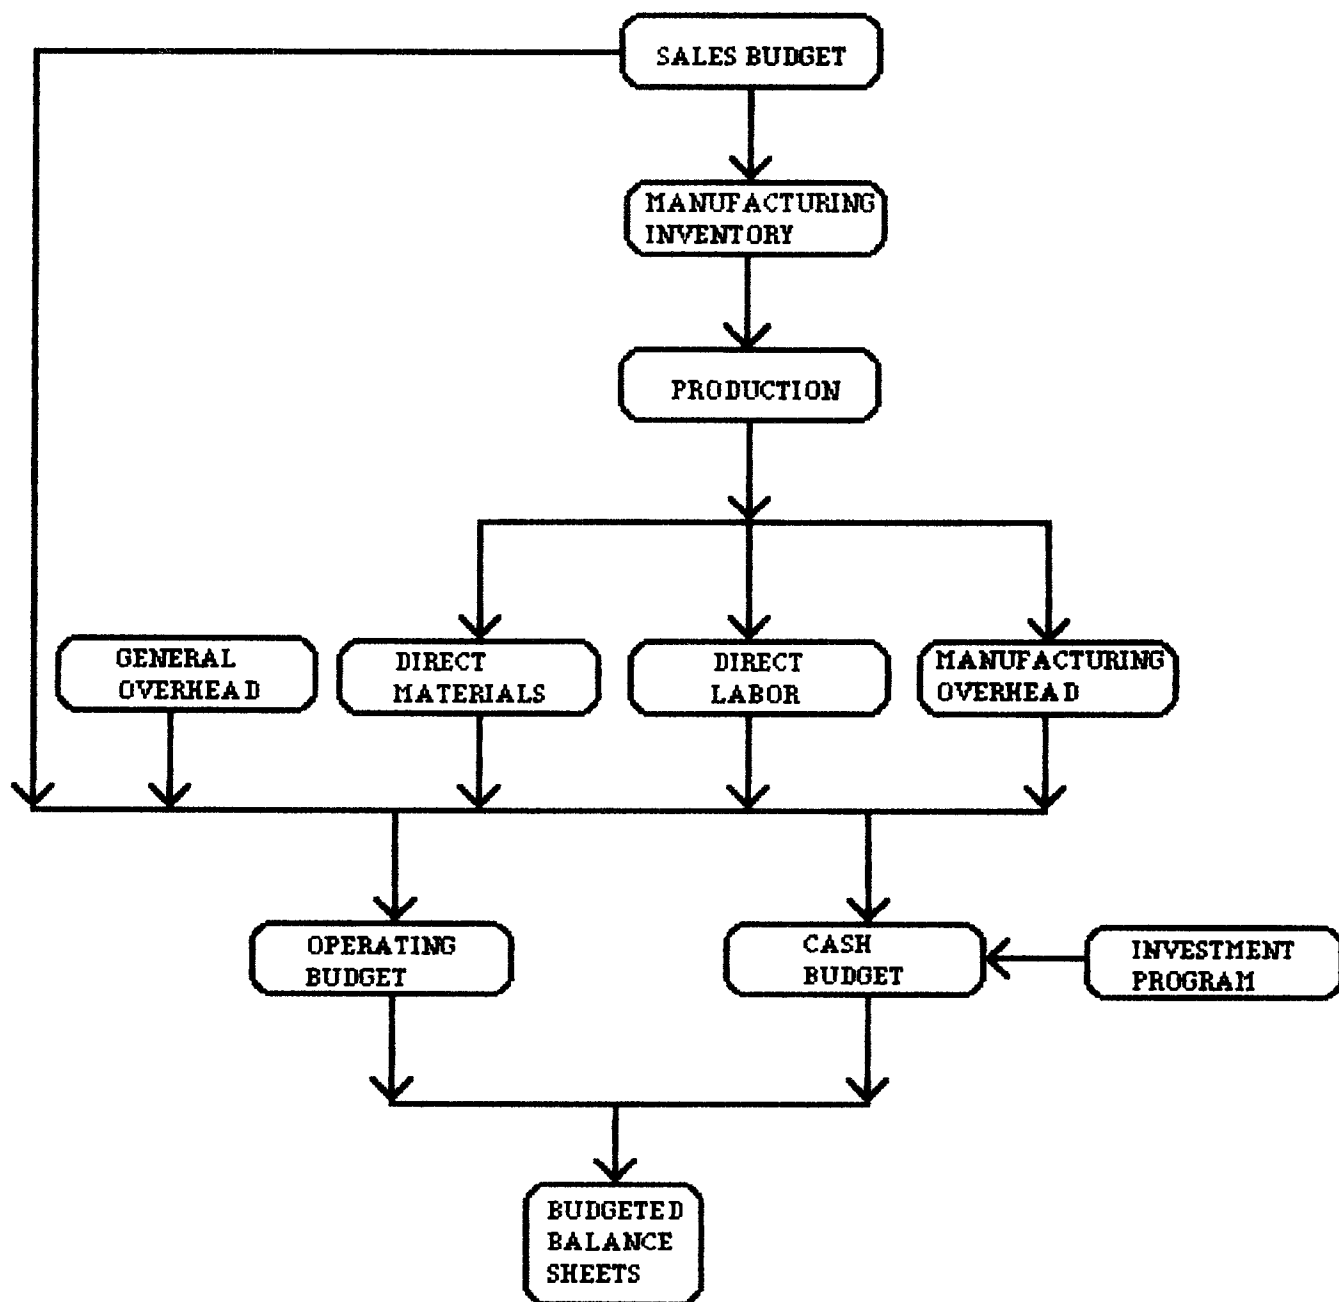 SALES BUDGET
MANUFACTURING
INVENTORY
PRODUCTION
GENERAL
OVERHEAD
DIRECT
MATERIALS
DIRECT
LABOR
MANUFACTURING
OVERHEAD
OPERATING
BUDGET
CASH
BUDGET
INVESTMENT
PROGRAM
BUDGETED
BALANCE
SHEETS